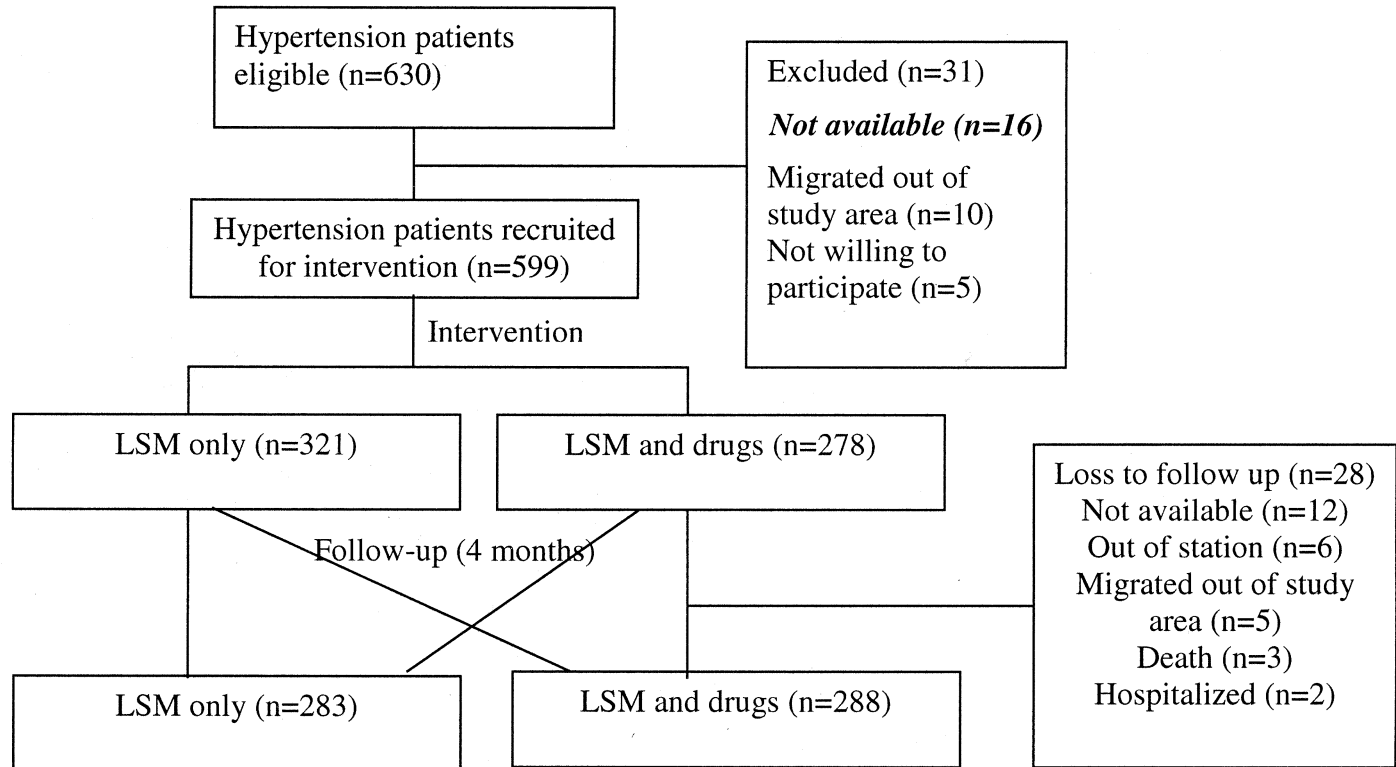 Hypertension patients
eligible (n=630)
Excluded (n=31)
Not available (n=16)
Migrated out of
study area (n=10)
Not willing to
participate (n=5)
Hypertension patients recruited
for intervention (n=599)
Intervention
LSM only (n=321)
LSM and drugs (n=278)
Follow-up (4 months)
Loss to follow up (n=28)
Not available (n=12)
Out of station (n=6)
Migrated out of study
area (n=5)
Death (n=3)
Hospitalized (n=2)
LSM only (n=283)
LSM and drugs (n=288)